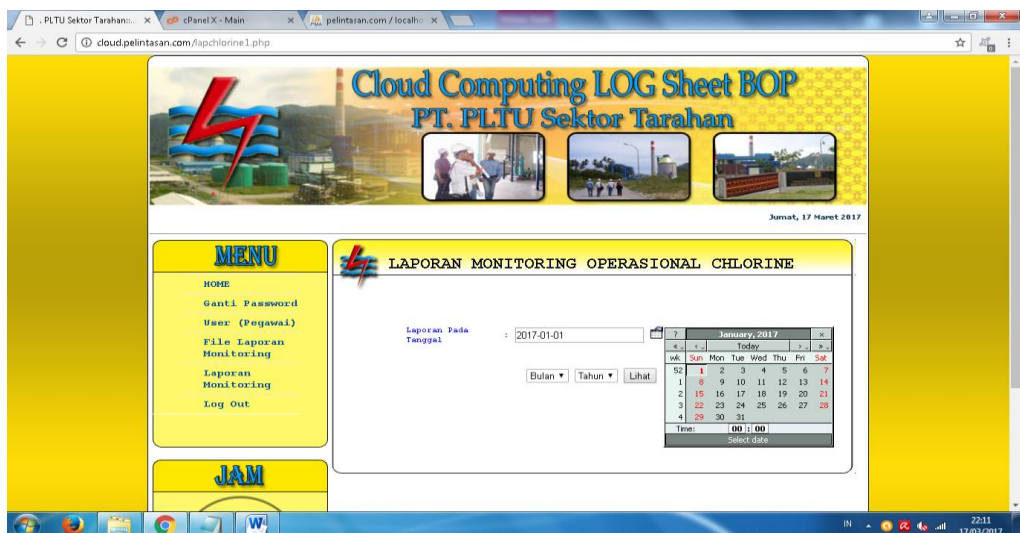 . PLTU Sektor Tarahan:::..
cPanel X - Main
pelintasan.com / localho
cloud.pelintasan.com/lapchlorine1.php
Cloud Computing LOG Sheet BOP
PT. PLTU Sektor Tarahan
Jumat, 17 Maret 2017
MENU
HOME
Ganti Password
User (Pegawai)
File Laporan
Monitoring
Laporan
Monitoring
Log Out
JAM
LAPORAN MONITORING OPERASIONAL CHLORINE
Laporan Pada
Tanggal
: 2017-01-01
Bulan Tahun Lihat
? January, 2017 ×
« ‹ Today › »
wk Sun Mon Tue Wed Thu Fri Sat
52 1 2 3 4 5 6 7
1 8 9 10 11 12 13 14
2 15 16 17 18 19 20 21
3 22 23 24 25 26 27 28
4 29 30 31
Time: 00 : 00
Select date
IN 22:11
17/03/2017